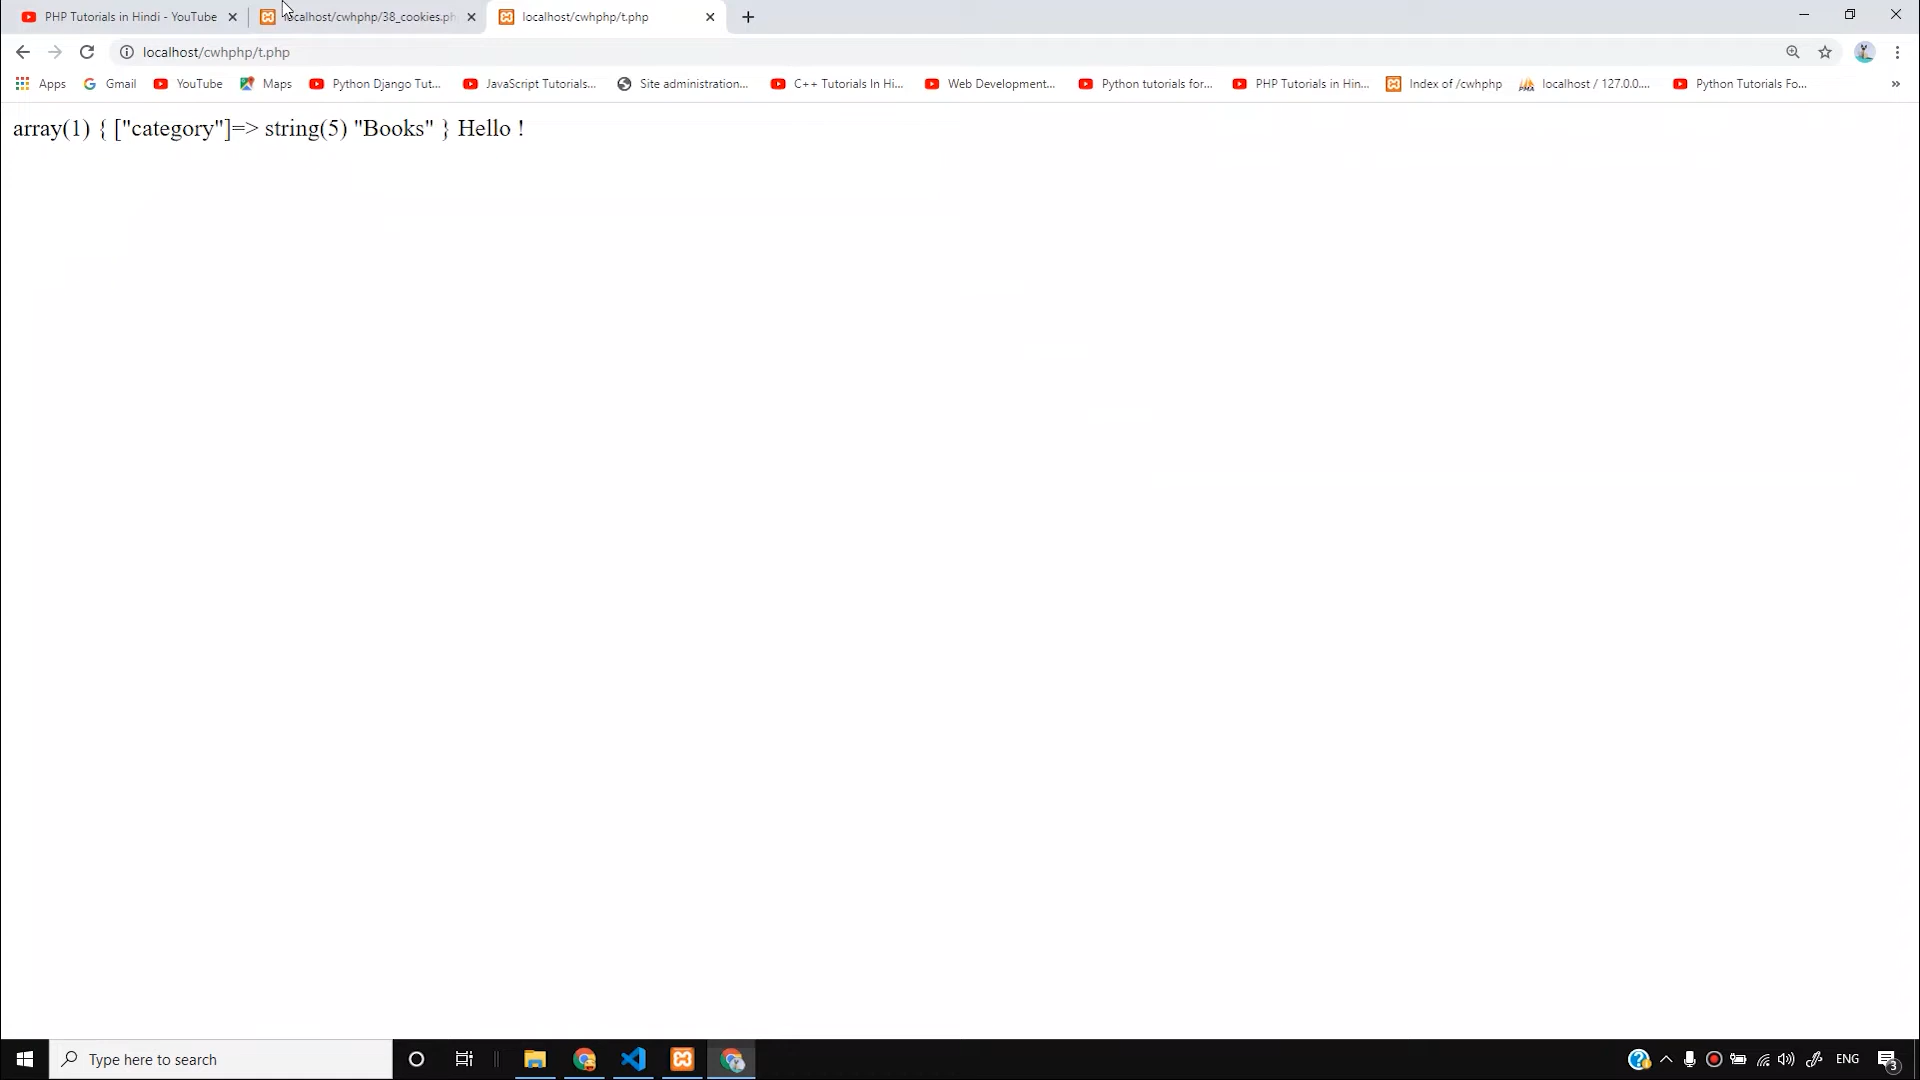 PHP Tutorials in Hindi - YouTube
localhost/cwhphp/38_cookies.ph
localhost/cwhphp/t.php
localhost/cwhphp/t.php
Apps Gmail YouTube Maps Python Django Tut... JavaScript Tutorials... Site administration... C++ Tutorials In Hi... Web Development... Python tutorials for... PHP Tutorials in Hin... Index of /cwhphp localhost / 127.0.0.... Python Tutorials Fo... »
array(1) { ["category"]=> string(5) "Books" } Hello !
Type here to search
ENG
3